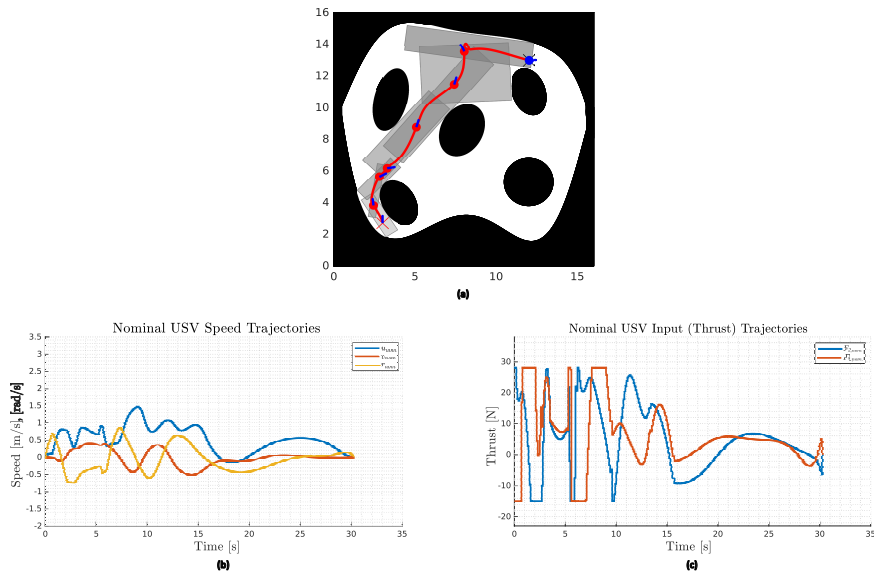 16
14
12
10
8
6
4
2
0
0 5 10 15
(a)
Nominal USV Speed Trajectories
3.5
3
2.5
2
1.5
1
0.5
0
-0.5
-1
-1.5
-2
Speed [m/s], [rad/s]
0 5 10 15 20 25 30 35
Time [s]
(b)
Nominal USV Input (Thrust) Trajectories
30
20
10
0
-10
-20
Thrust [N]
0 5 10 15 20 25 30 35
Time [s]
(c)